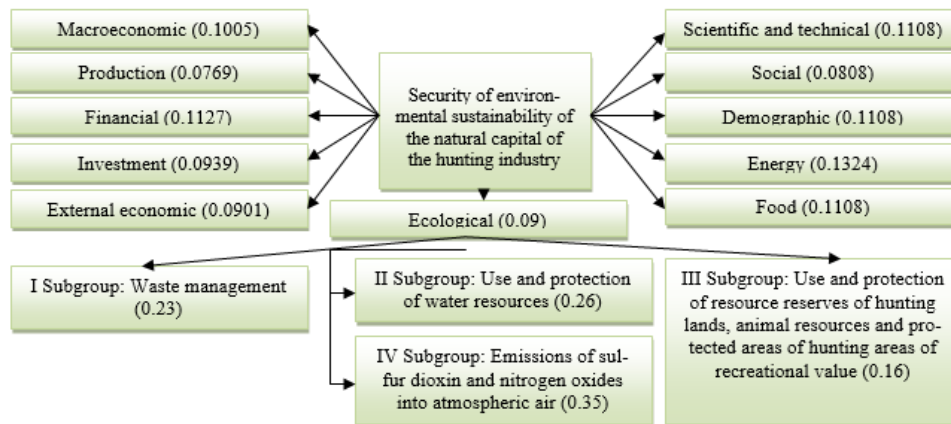 Macroeconomic (0.1005)
Production (0.0769)
Financial (0.1127)
Investment (0.0939)
External economic (0.0901)
Security of environ-
mental sustainability of
the natural capital of
the hunting industry
Scientific and technical (0.1108)
Social (0.0808)
Demographic (0.1108)
Energy (0.1324)
Food (0.1108)
Ecological (0.09)
I Subgroup: Waste management
(0.23)
II Subgroup: Use and protection
of water resources (0.26)
IV Subgroup: Emissions of sul-
fur dioxin and nitrogen oxides
into atmospheric air (0.35)
III Subgroup: Use and protection
of resource reserves of hunting
lands, animal resources and pro-
tected areas of hunting areas of
recreational value (0.16)